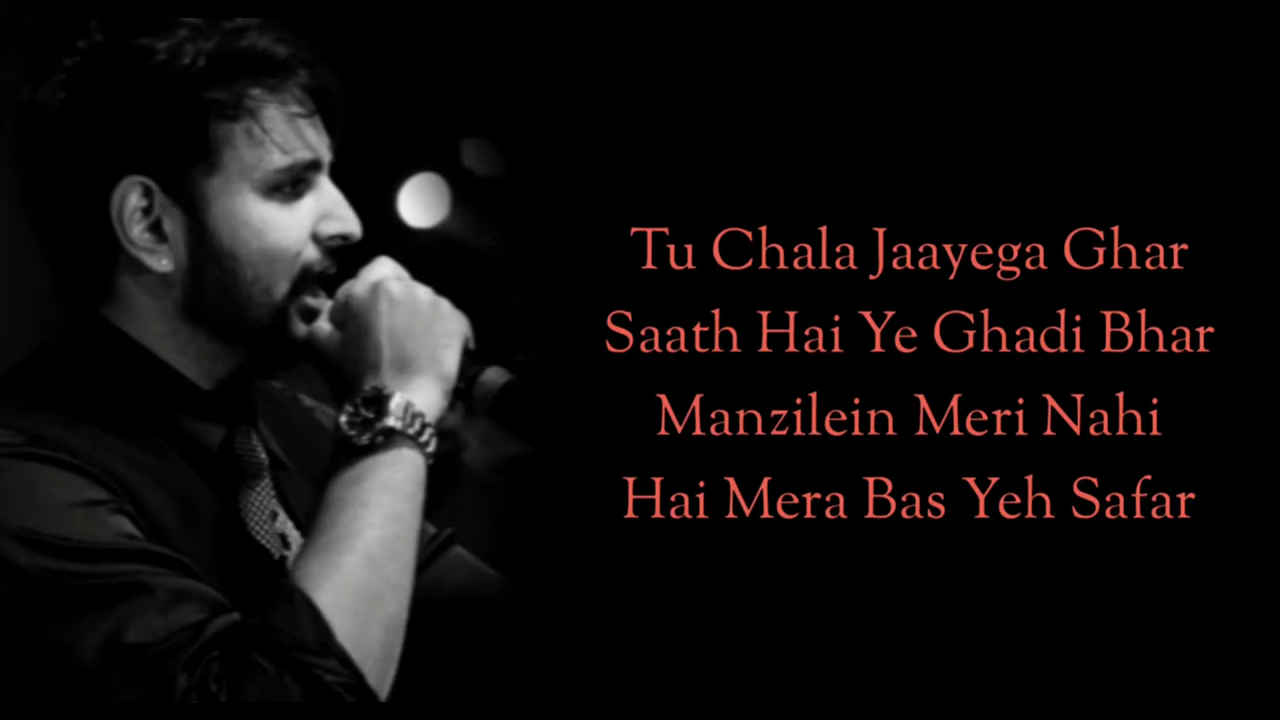 Tu Chala Jaayega Ghar
Saath Hai Ye Ghadi Bhar
Manzilein Meri Nahi
Hai Mera Bas Yeh Safar